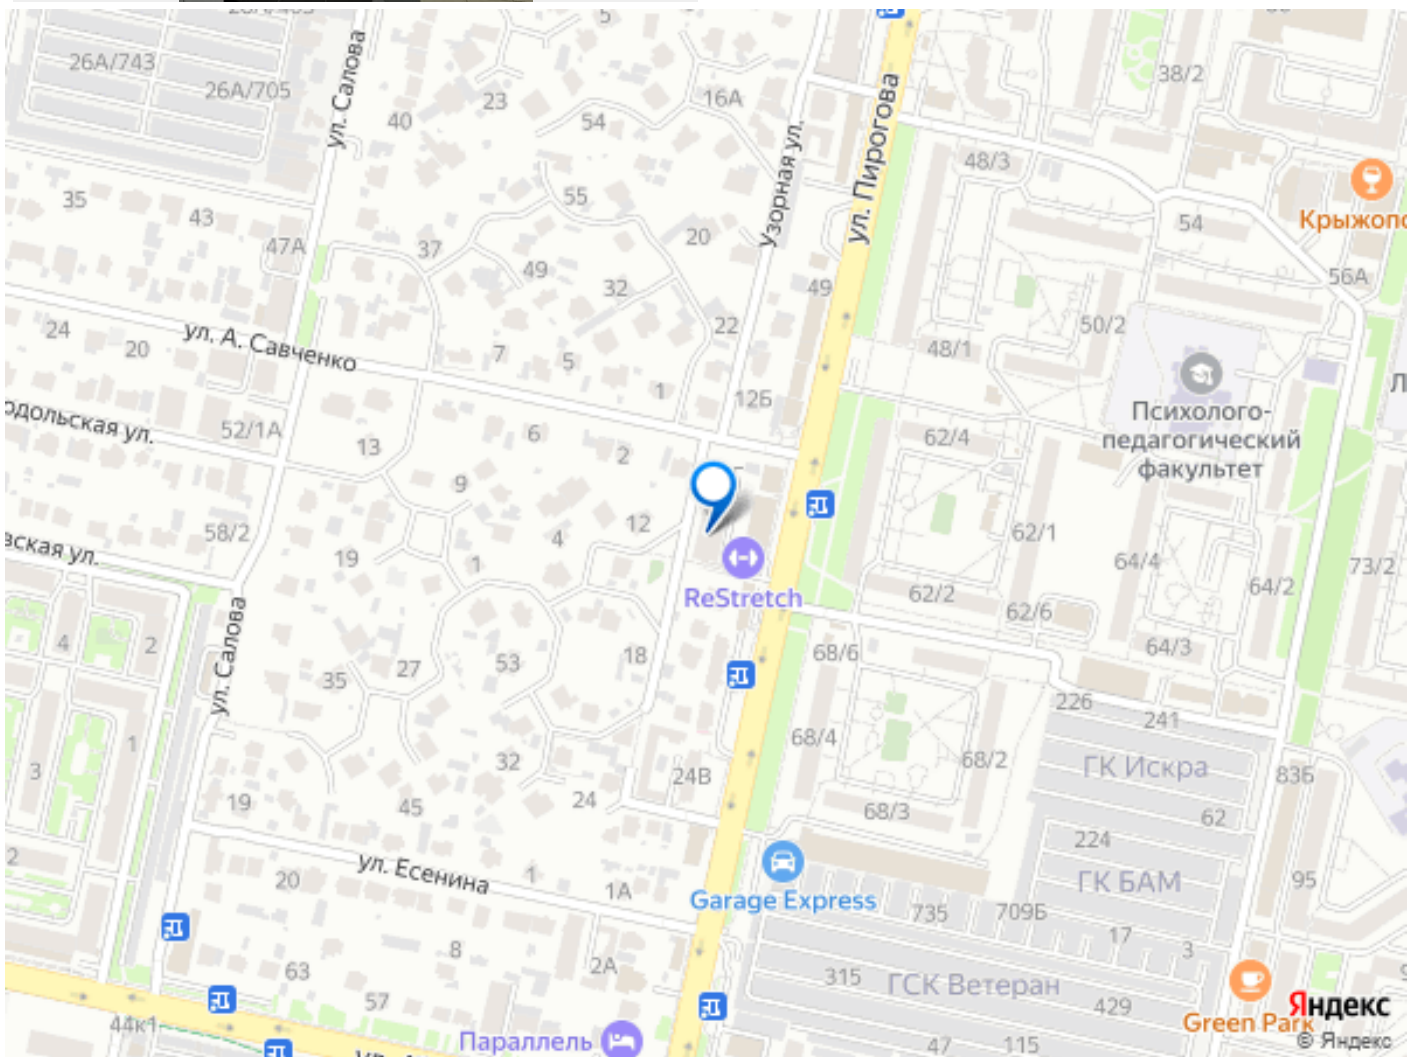 5
26А/743
26А/705
ул. Салова
40
23
54
16А
38/2
ул. Пирогова
Узорная ул.
48/3
Крыжопо
35
43
47А
37
55
20
49
32
49
54
56А
24
20
ул. А. Савченко
7
5
22
1
12Б
48/1
50/2
Психолого-
педагогический
факультет
одольская ул.
52/1А
13
6
2
62/4
9
58/2
19
1
4
12
62/1
64/4
64/2
73/2
вская ул.
ReStretch
62/2
62/6
64/3
4
2
ул. Салова
27
35
53
18
68/6
226
241
1
3
68/4
68/2
ГК Искра
83Б
32
24В
24
19
45
68/3
62
224
ГК БАМ
95
2
20
ул. Есенина
1
1А
Garage Express
735
709Б
17
3
8
63
57
2А
315
ГСК Ветеран
429
44к1
Параллель
47
115
Green Park
Яндекс
© Яндекс